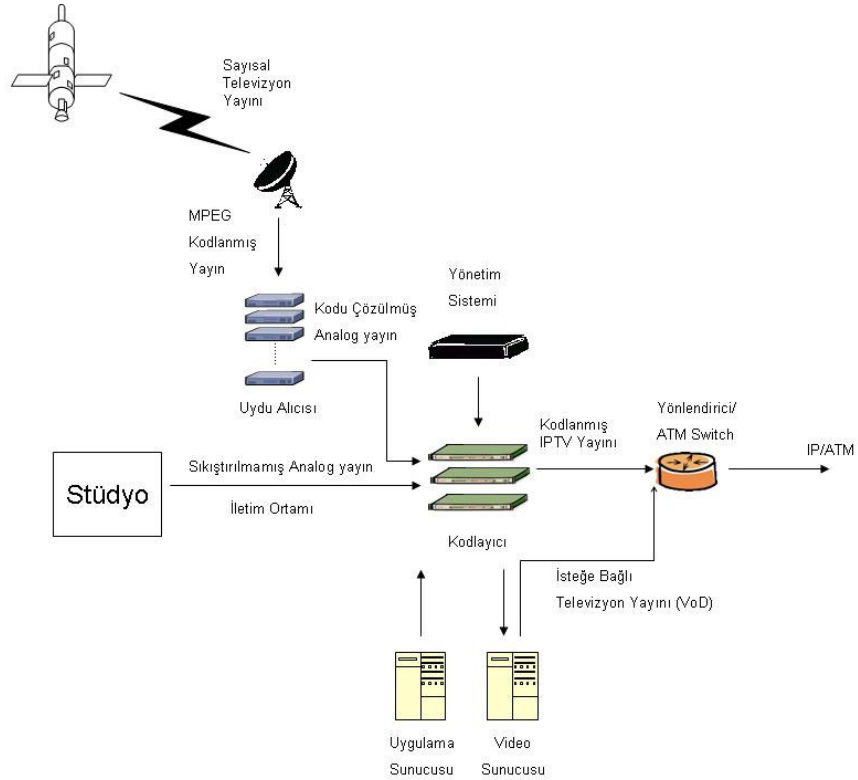 Sayısal
Televizyon
Yayını
MPEG
Kodlanmış
Yayın
Yönetim
Sistemi
Kodu Çözülmüş
Analog yayın
Uydu Alıcısı
Yönlendirici/
ATM Switch
Kodlanmış
IPTV Yayını
IP/ATM
Sıkıştırılmamış Analog yayın
Stüdyo
İletim Ortamı
Kodlayıcı
İsteğe Bağlı
Televizyon Yayını (VoD)
Uygulama
Sunucusu
Video
Sunucusu